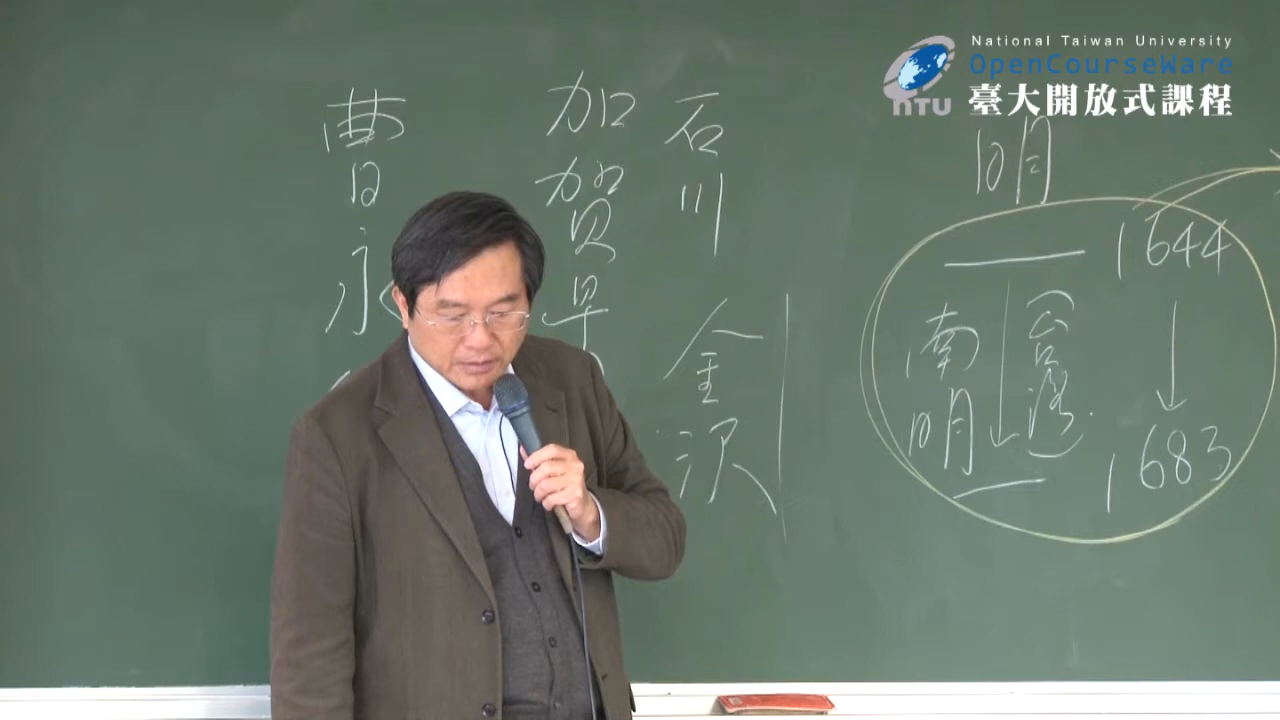 National Taiwan University
OpenCourseWare
臺大開放式課程
NTU
明
1644
南明
台灣
1683
石川
金沢
加賀
曹永